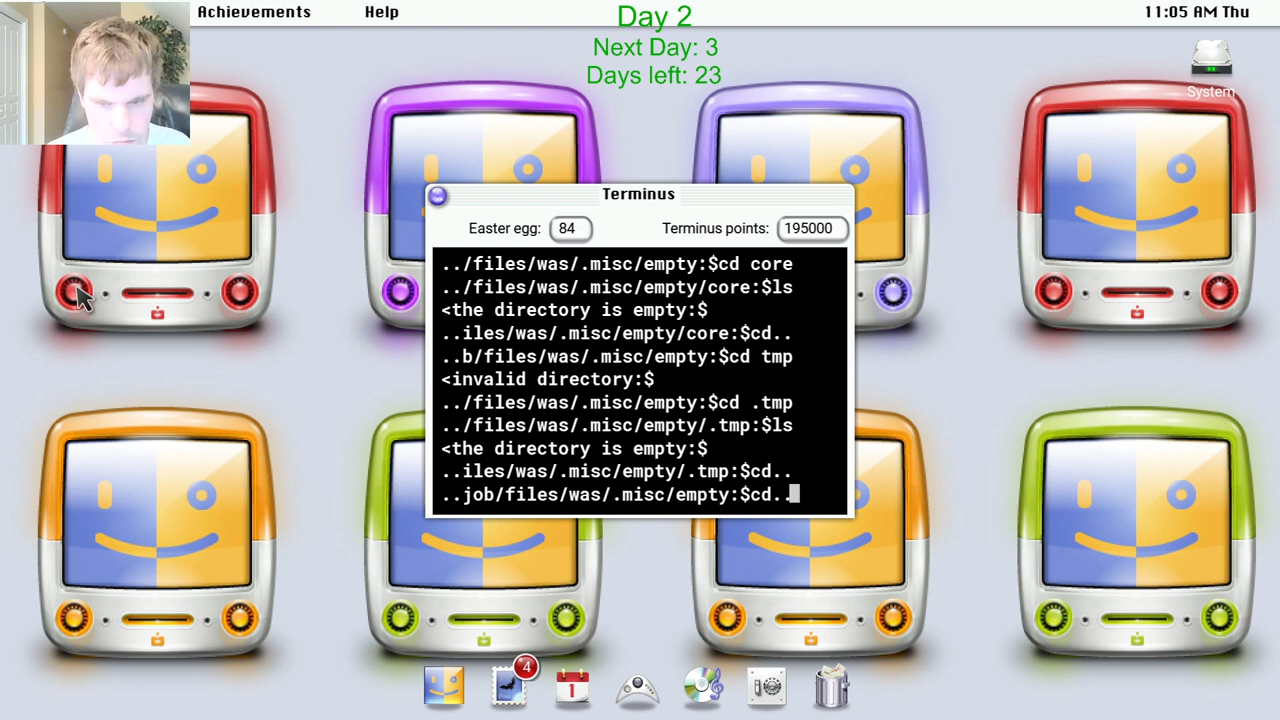 Achievements Help
11:05 AM Thu
Day 2
Next Day: 3
Days left: 23
System
Terminus
Easter egg: 84
Terminus points: 195000
../files/was/.misc/empty:$cd core
../files/was/.misc/empty/core:$ls
<the directory is empty:$
..iles/was/.misc/empty/core:$cd..
..b/files/was/.misc/empty:$cd tmp
<invalid directory:$
../files/was/.misc/empty:$cd .tmp
../files/was/.misc/empty/.tmp:$ls
<the directory is empty:$
..iles/was/.misc/empty/.tmp:$cd..
..job/files/was/.misc/empty:$cd..
4
1